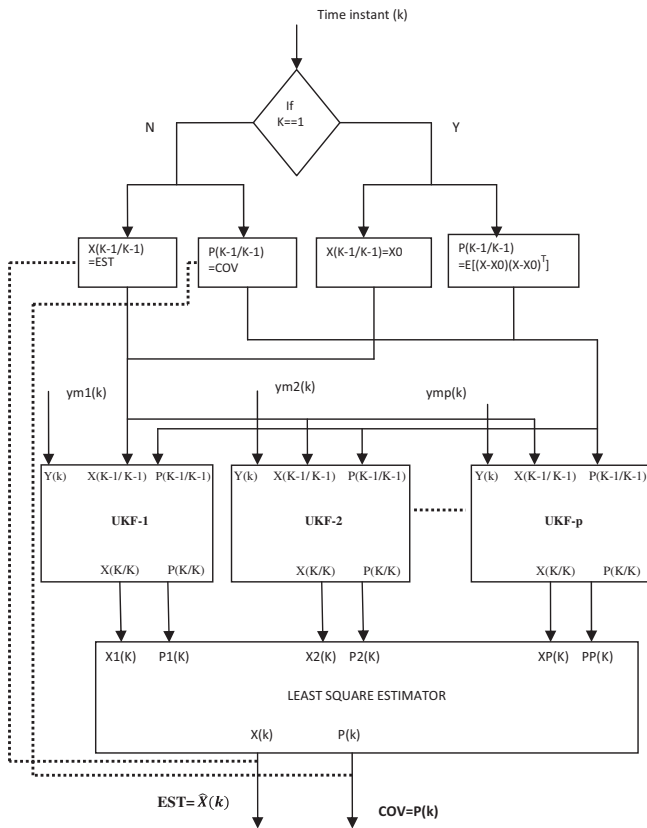 Time instant (k)
If
K==1
N
Y
X(K-1/K-1)
=EST
P(K-1/K-1)
=COV
X(K-1/K-1)=X0
P(K-1/K-1)
=E[(X-X0)(X-X0)ᵀ]
ym1(k)
ym2(k)
ymp(k)
Y(k) X(K-1/ K-1) P(K-1/K-1)
UKF-1
X(K/K) P(K/K)
Y(k) X(K-1/ K-1) P(K-1/K-1)
UKF-2
X(K/K) P(K/K)
Y(k) X(K-1/ K-1) P(K-1/K-1)
UKF-p
X(K/K) P(K/K)
X1(K) P1(K) X2(K) P2(K) XP(K) PP(K)
LEAST SQUARE ESTIMATOR
X(k) P(k)
EST= X̂(k)
COV=P(k)